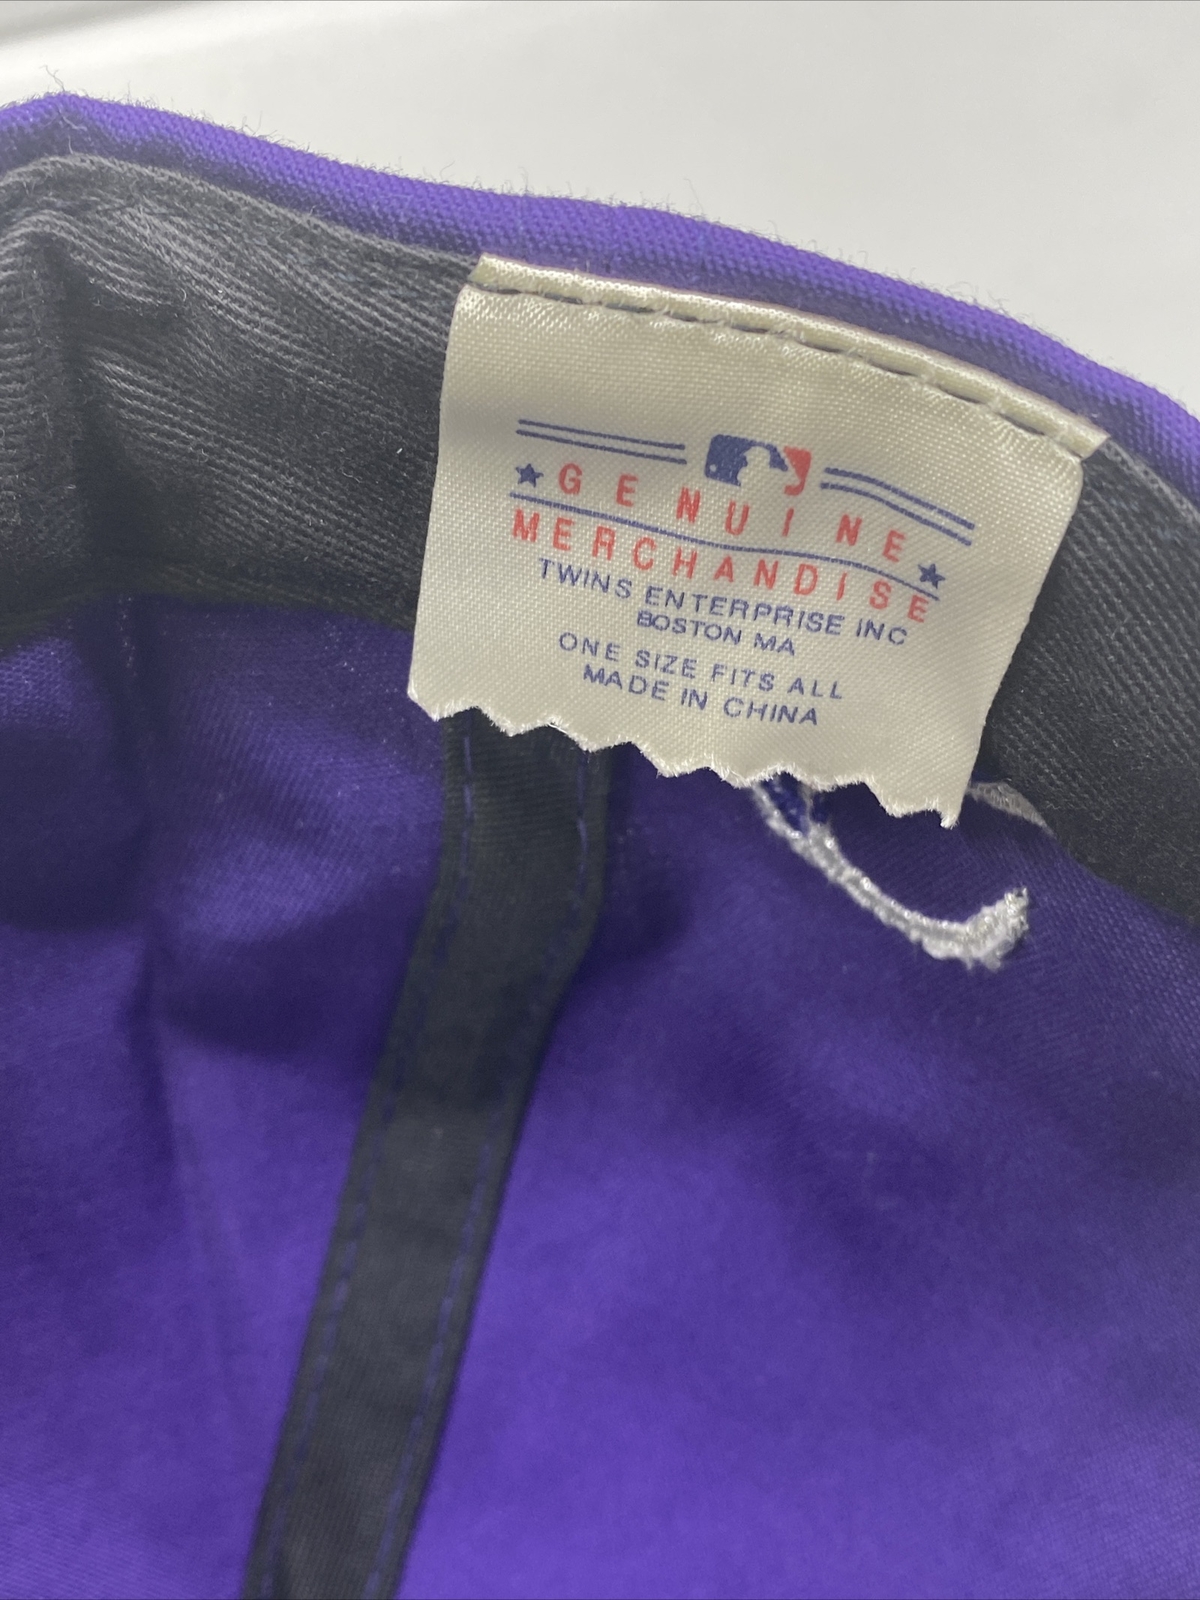 GENUINE
MERCHANDISE
TWINS ENTERPRISE INC
BOSTON MA
ONE SIZE FITS ALL
MADE IN CHINA